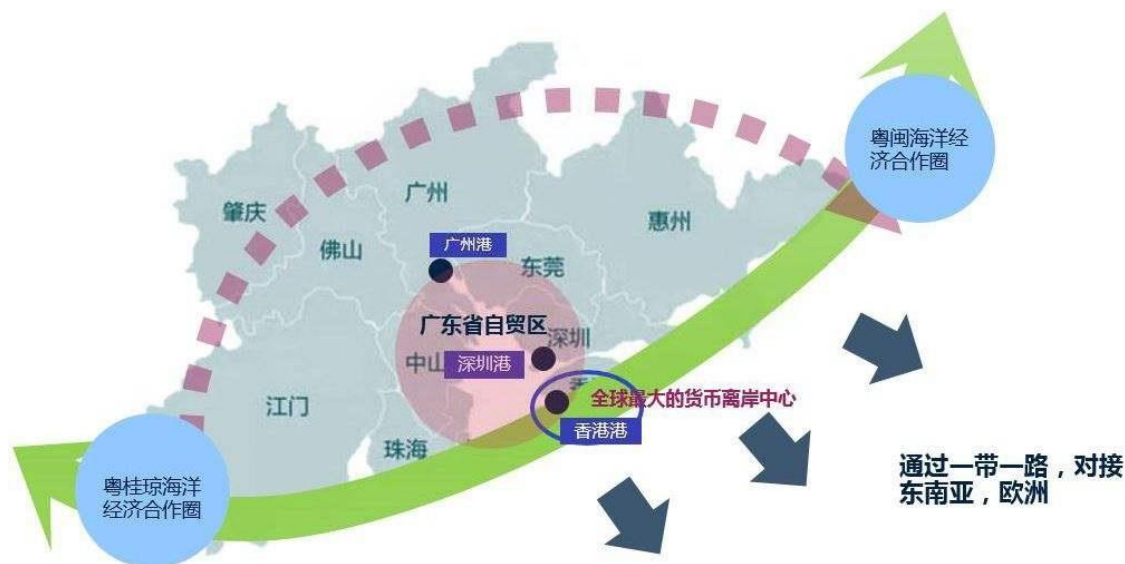 粤闽海洋经
济合作圈
广州
肇庆
惠州
佛山
广州港
东莞
广东省自贸区
深圳
中山
深圳港
全球最大的货币离岸中心
江门
香港港
珠海
通过一带一路，对接
东南亚，欧洲
粤桂琼海洋
经济合作圈